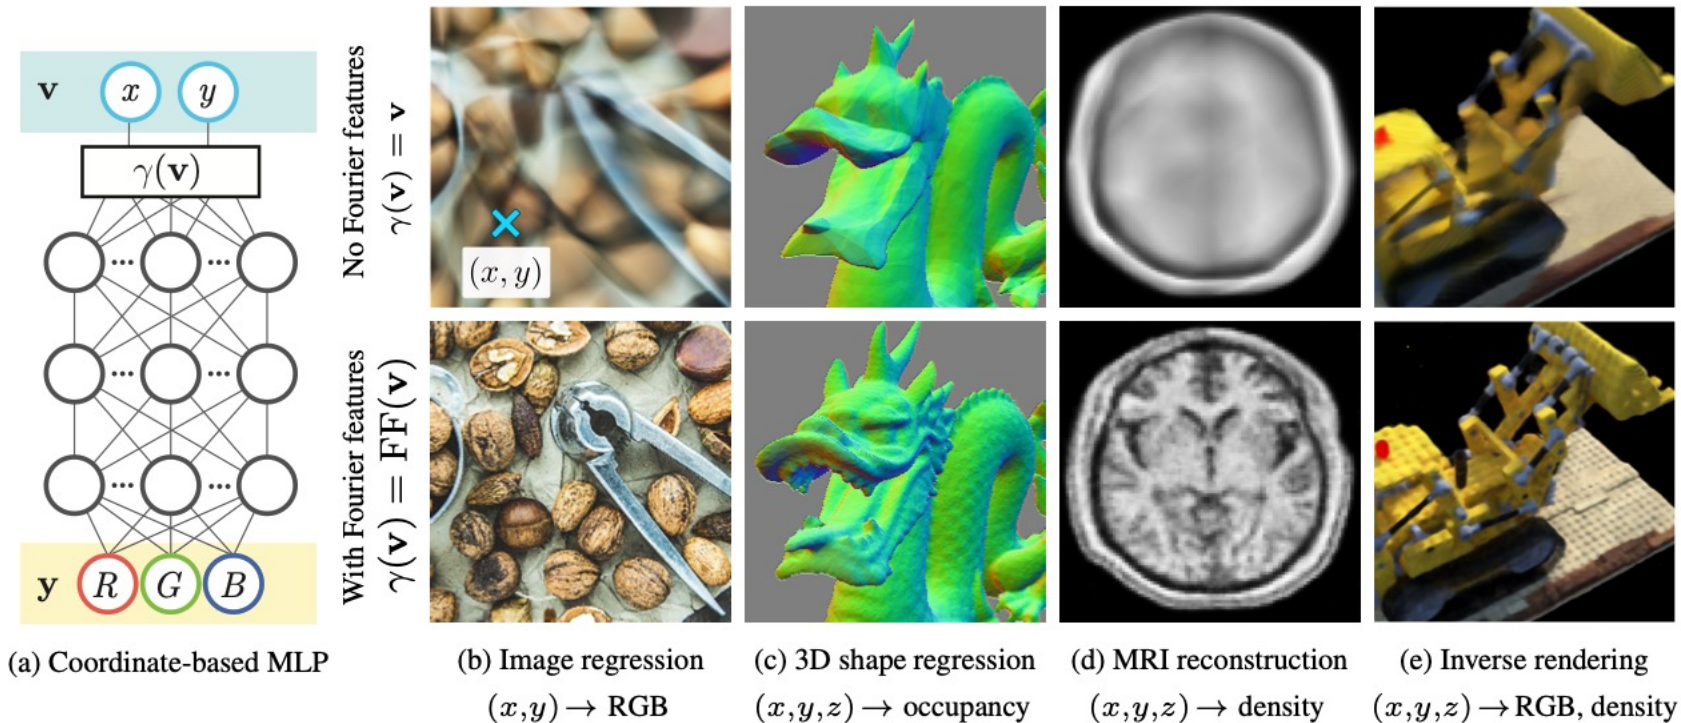 v
x y
γ(v)
R G B
y
(a) Coordinate-based MLP
No Fourier features
γ(v) = v
With Fourier features
γ(v) = FF(v)
(x, y)
(b) Image regression
(x,y) → RGB
(c) 3D shape regression
(x,y,z) → occupancy
(d) MRI reconstruction
(x,y,z) → density
(e) Inverse rendering
(x,y,z) → RGB, density